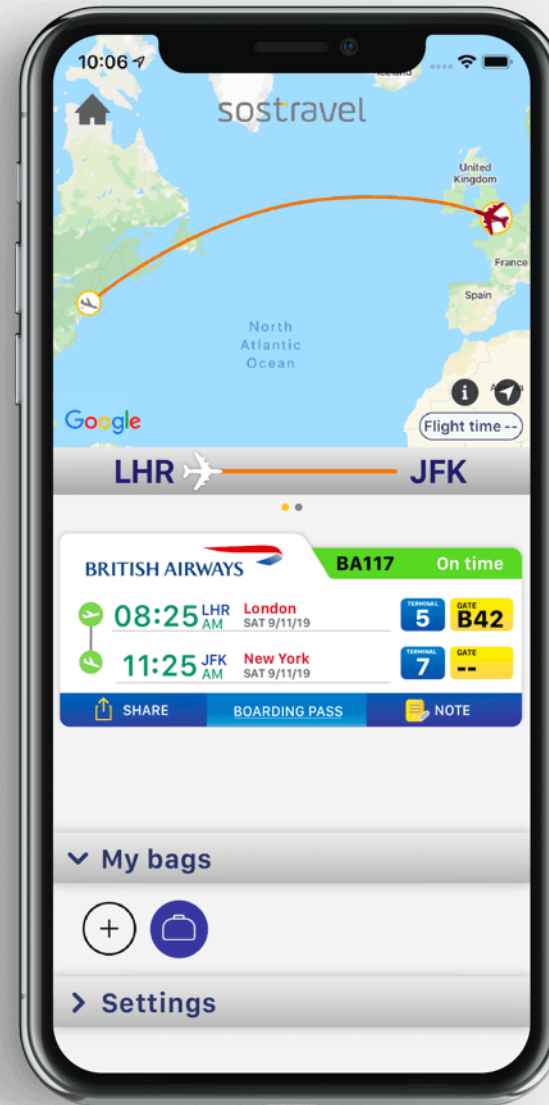 10:06
sostravel
United
Kingdom
France
Spain
North
Atlantic
Ocean
Google
Flight time --
LHR JFK
BRITISH AIRWAYS BA117 On time
08:25 AM LHR London SAT 9/11/19 TERMINAL 5 GATE B42
11:25 AM JFK New York SAT 9/11/19 TERMINAL 7 GATE --
SHARE BOARDING PASS NOTE
My bags
Settings